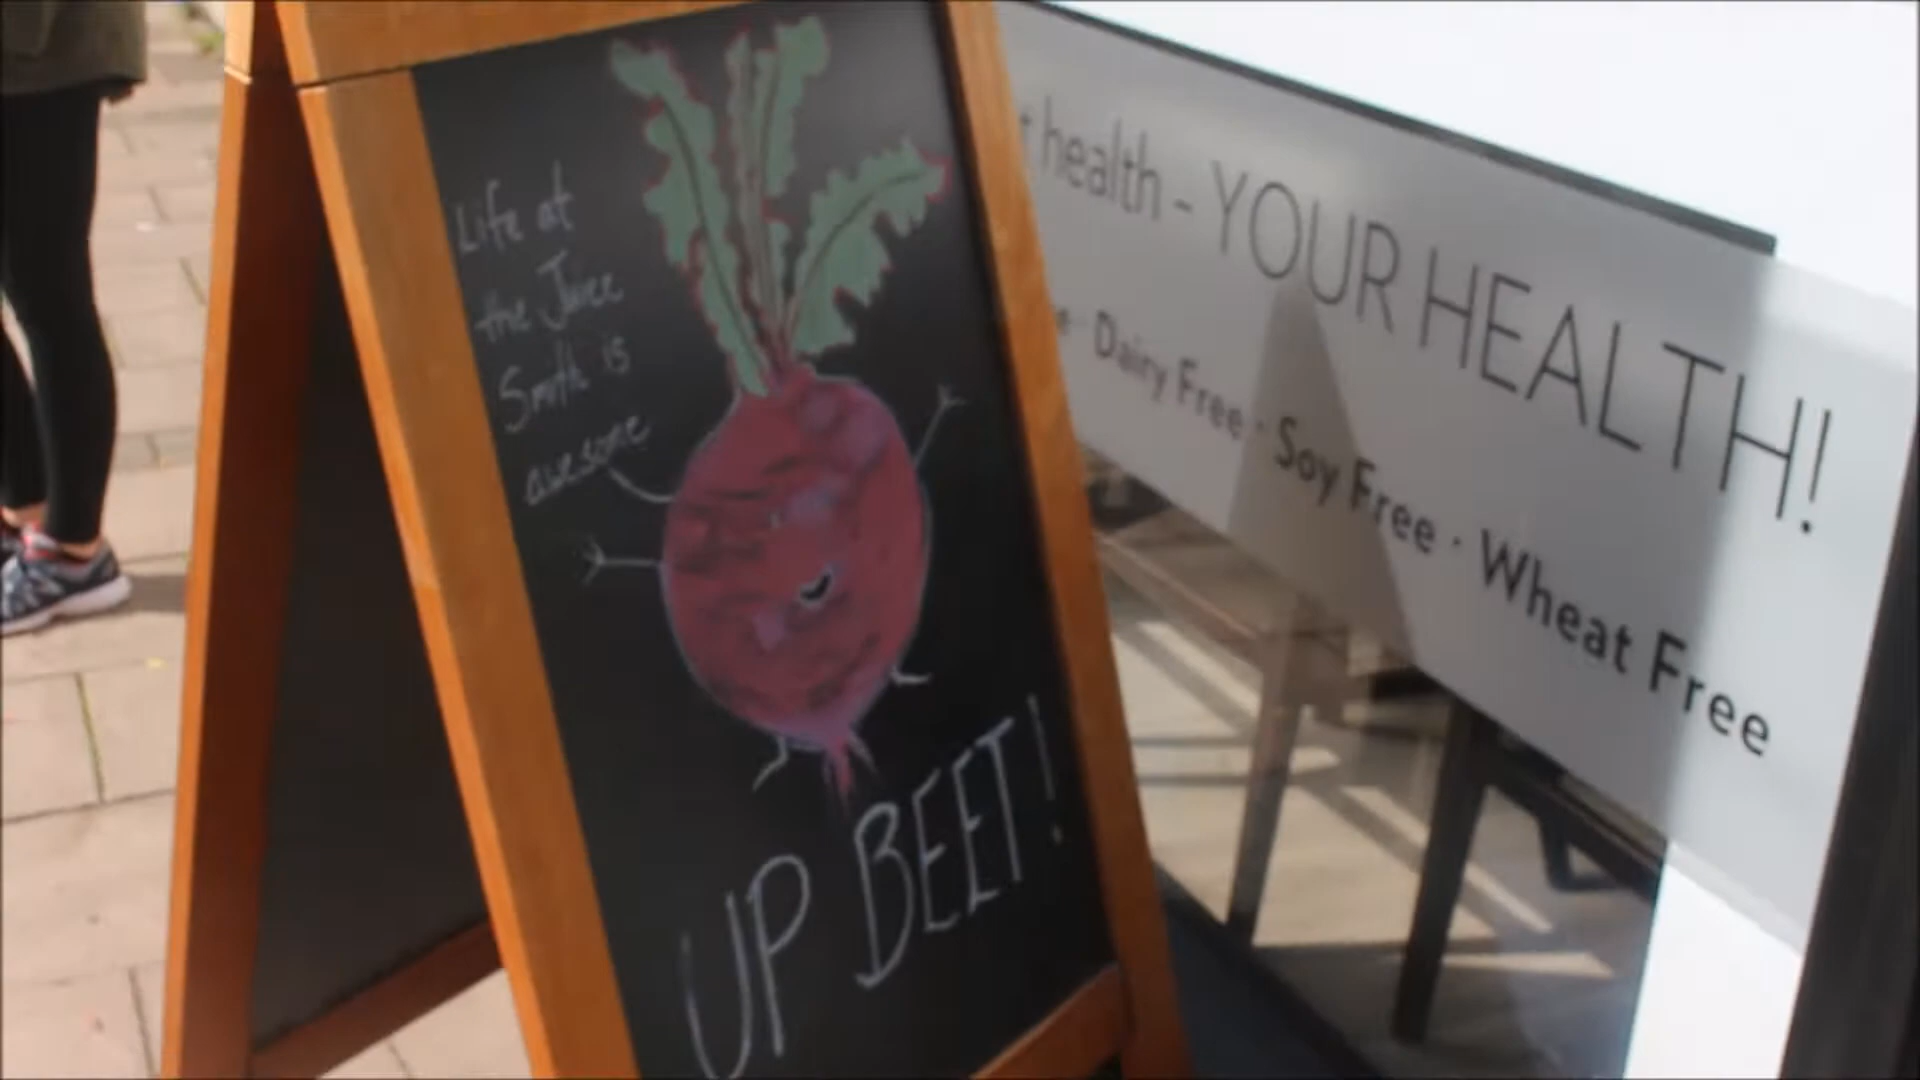 Life at
the Juice
Smith is
awesome
UP BEET!
health - YOUR HEALTH!
Dairy Free · Soy Free · Wheat Free